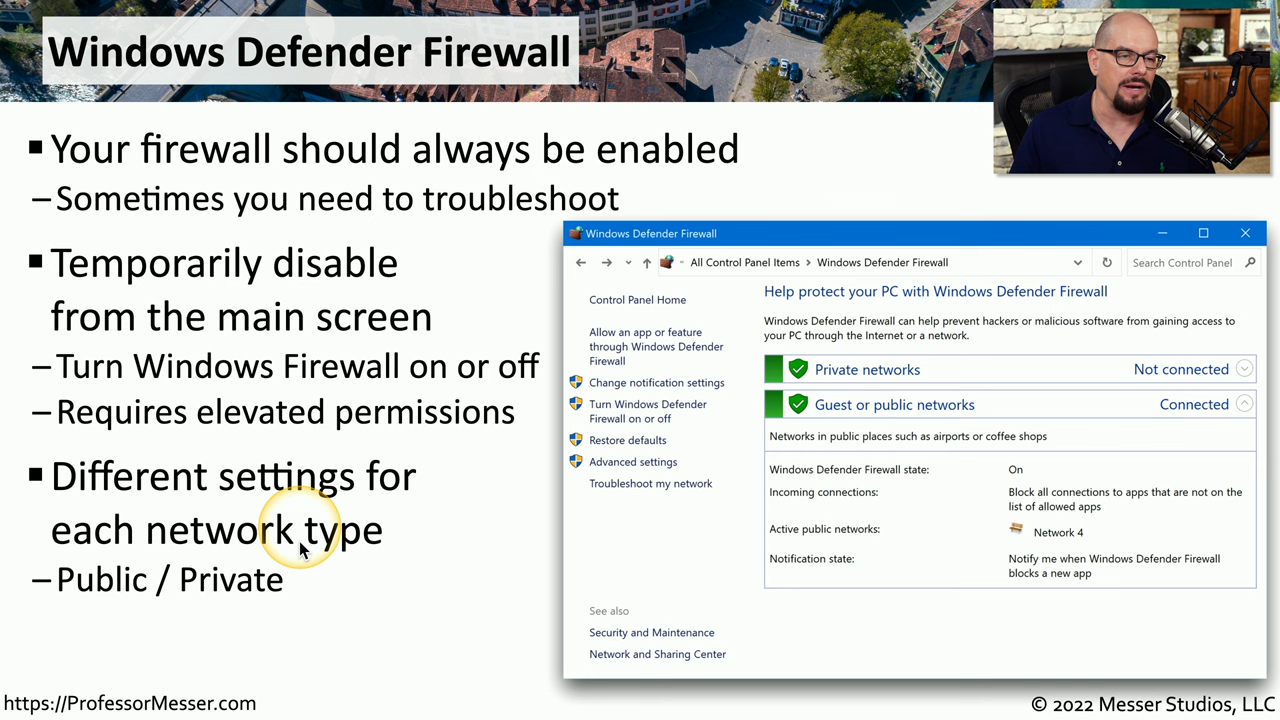 Windows Defender Firewall
▪ Your firewall should always be enabled
– Sometimes you need to troubleshoot
▪ Temporarily disable
from the main screen
– Turn Windows Firewall on or off
– Requires elevated permissions
▪ Different settings for
each network type
– Public / Private
Windows Defender Firewall
All Control Panel Items > Windows Defender Firewall
Search Control Panel
Control Panel Home
Allow an app or feature
through Windows Defender
Firewall
Change notification settings
Turn Windows Defender
Firewall on or off
Restore defaults
Advanced settings
Troubleshoot my network
See also
Security and Maintenance
Network and Sharing Center
Help protect your PC with Windows Defender Firewall
Windows Defender Firewall can help prevent hackers or malicious software from gaining access to
your PC through the Internet or a network.
Private networks Not connected
Guest or public networks Connected
Networks in public places such as airports or coffee shops
Windows Defender Firewall state: On
Incoming connections: Block all connections to apps that are not on the
list of allowed apps
Active public networks: Network 4
Notification state: Notify me when Windows Defender Firewall
blocks a new app
https://ProfessorMesser.com
© 2022 Messer Studios, LLC